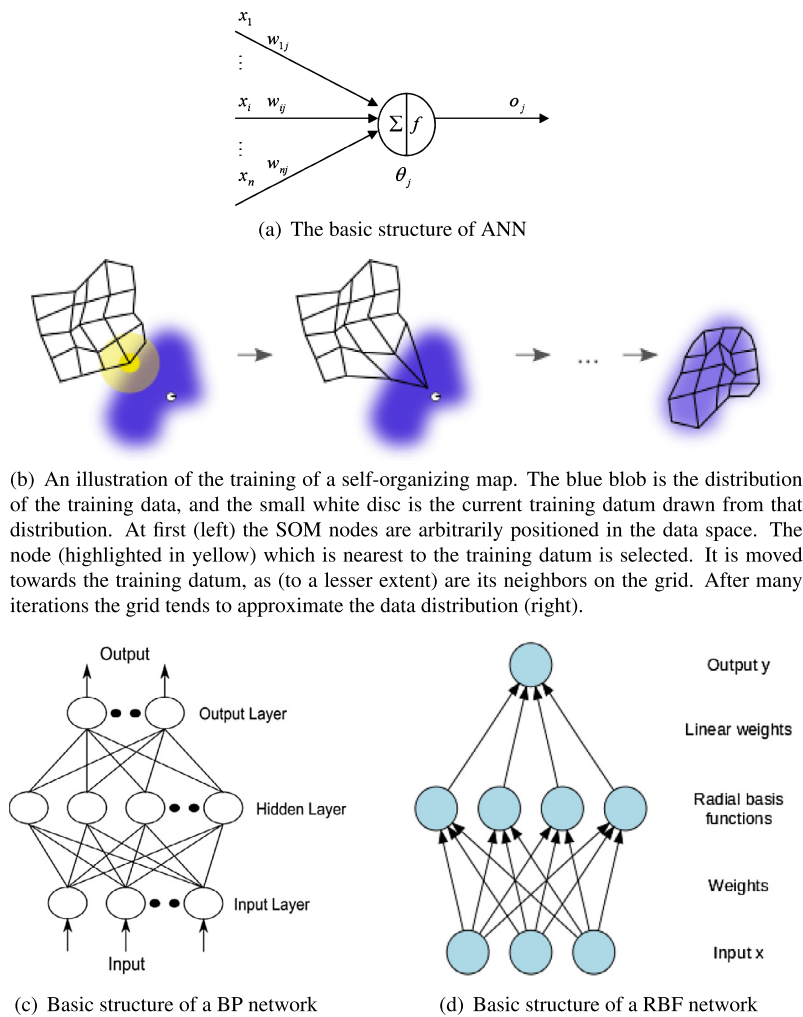 x1
w1j
⋮
xi wij
Σ f
oj
⋮
wnj
xn
θj
(a) The basic structure of ANN
...
(b) An illustration of the training of a self-organizing map. The blue blob is the distribution
of the training data, and the small white disc is the current training datum drawn from that
distribution. At first (left) the SOM nodes are arbitrarily positioned in the data space. The
node (highlighted in yellow) which is nearest to the training datum is selected. It is moved
towards the training datum, as (to a lesser extent) are its neighbors on the grid. After many
iterations the grid tends to approximate the data distribution (right).
Output
Output Layer
Hidden Layer
Input Layer
Input
(c) Basic structure of a BP network
Output y
Linear weights
Radial basis
functions
Weights
Input x
(d) Basic structure of a RBF network